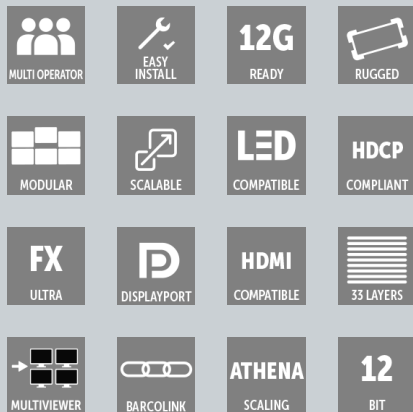 MULTI OPERATOR
EASY
INSTALL
12G
READY
RUGGED
MODULAR
SCALABLE
LED
COMPATIBLE
HDCP
COMPLIANT
FX
ULTRA
DISPLAYPORT
HDMI
COMPATIBLE
33 LAYERS
MULTIVIEWER
BARCOLINK
ATHENA
SCALING
12
BIT